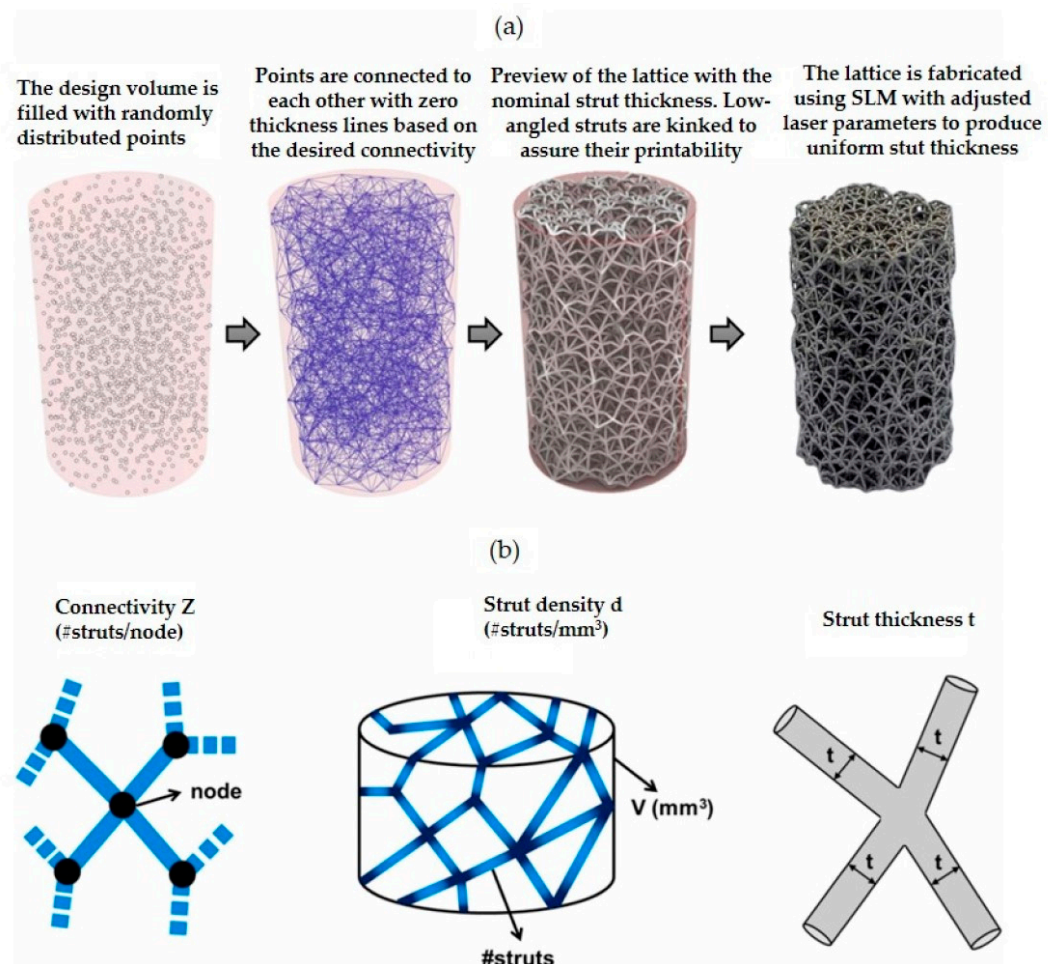 (a)
The design volume is
filled with randomly
distributed points
Points are connected to
each other with zero
thickness lines based on
the desired connectivity
Preview of the lattice with the
nominal strut thickness. Low-
angled struts are kinked to
assure their printability
The lattice is fabricated
using SLM with adjusted
laser parameters to produce
uniform stut thickness
(b)
Connectivity Z
(#struts/node)
node
Strut density d
(#struts/mm³)
V (mm³)
#struts
Strut thickness t
t
t
t
t